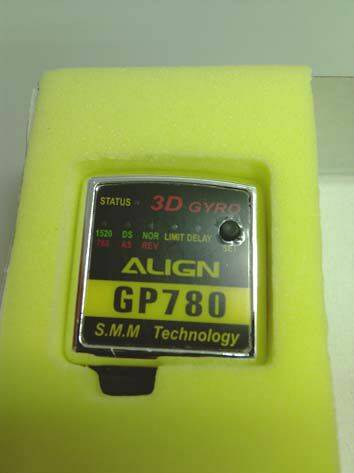 STATUS 3D GYRO
1520 DS NOR LIMIT DELAY
760 AS REV SET
ALIGN
GP780
S.M.M Technology